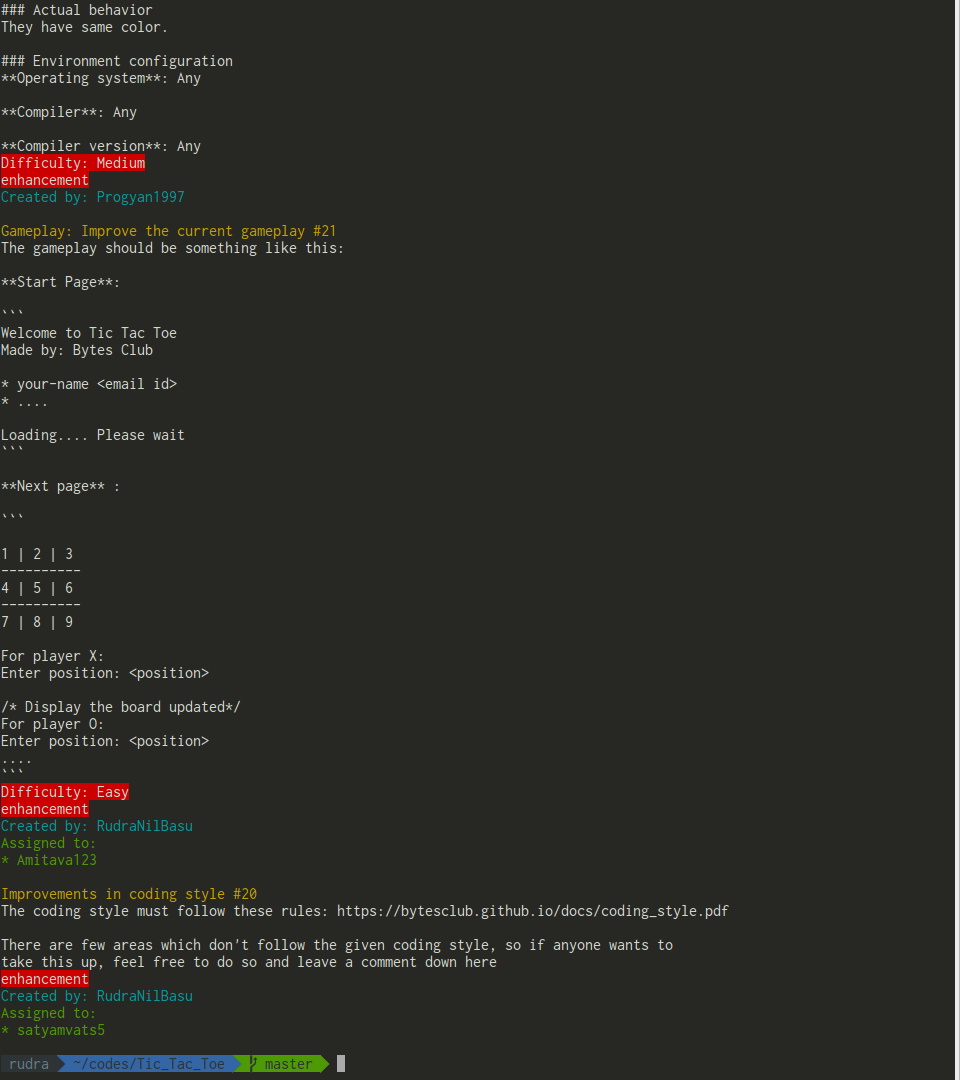 ### Actual behavior
They have same color.
### Environment configuration
**Operating system**: Any
**Compiler**: Any
**Compiler version**: Any
Difficulty: Medium
enhancement
Created by: Progyan1997
Gameplay: Improve the current gameplay #21
The gameplay should be something like this:
**Start Page**:
```
Welcome to Tic Tac Toe
Made by: Bytes Club
* your-name <email id>
* ....
Loading.... Please wait
```
**Next page** :
```
1 | 2 | 3
----------
4 | 5 | 6
----------
7 | 8 | 9
For player X:
Enter position: <position>
/* Display the board updated*/
For player O:
Enter position: <position>
....
```
Difficulty: Easy
enhancement
Created by: RudraNilBasu
Assigned to:
* Amitava123
Improvements in coding style #20
The coding style must follow these rules: https://bytesclub.github.io/docs/coding_style.pdf
There are few areas which don't follow the given coding style, so if anyone wants to
take this up, feel free to do so and leave a comment down here
enhancement
Created by: RudraNilBasu
Assigned to:
* satyamvats5
rudra ~/codes/Tic_Tac_Toe master